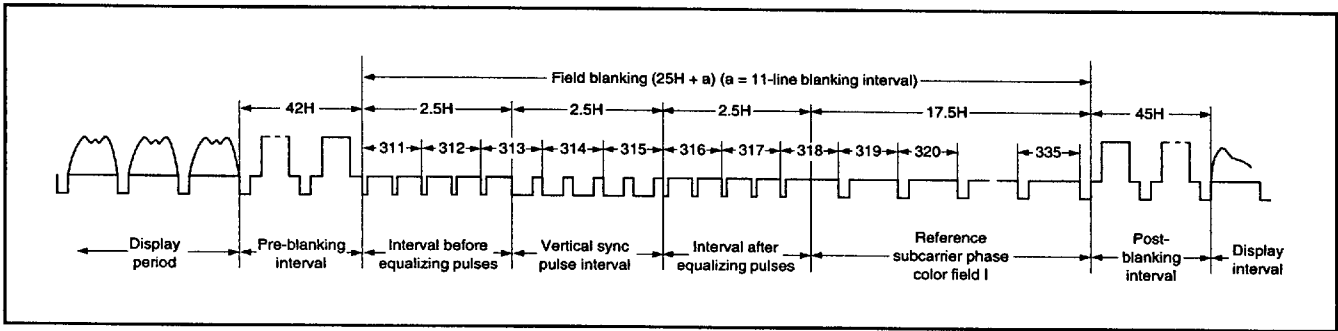 Field blanking (25H + a) (a = 11-line blanking interval)
42H
2.5H
2.5H
2.5H
17.5H
45H
311
312
313
314
315
316
317
318
319
320
335
Display
period
Pre-blanking
interval
Interval before
equalizing pulses
Vertical sync
pulse interval
Interval after
equalizing pulses
Reference
subcarrier phase
color field I
Post-
blanking
interval
Display
interval